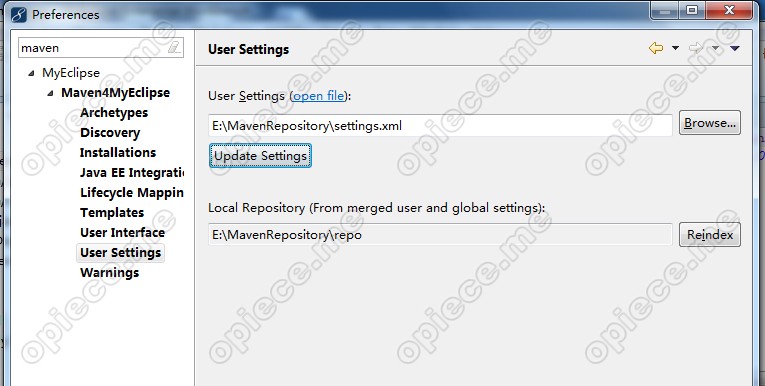 Preferences
maven
MyEclipse
Maven4MyEclipse
Archetypes
Discovery
Installations
Java EE Integratio
Lifecycle Mappin
Templates
User Interface
User Settings
Warnings
User Settings
User Settings (open file):
E:\MavenRepository\settings.xml
Browse...
Update Settings
Local Repository (From merged user and global settings):
E:\MavenRepository\repo
Reindex
opiece.me
opiece.me
opiece.me
opiece.me
opiece.me
opiece.me
opiece.me
opiece.me